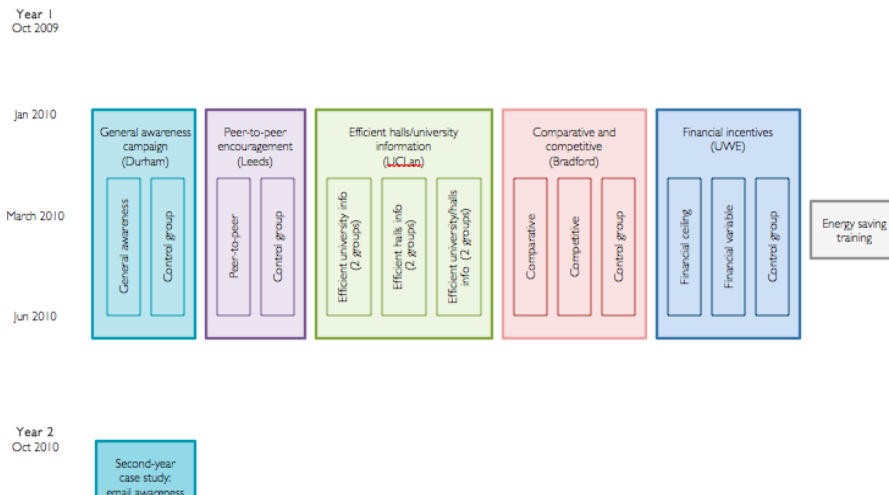 Year 1
Oct 2009
Jan 2010
General awareness
campaign
(Durham)
Peer-to-peer
encouragement
(Leeds)
Efficient halls/university
information
(UCLan)
Comparative and
competitive
(Bradford)
Financial incentives
(UWE)
March 2010
General awareness
Control group
Peer-to-peer
Control group
Efficient university info
(2 groups)
Efficient halls info
(2 groups)
Efficient university/halls
info (2 groups)
Comparative
Competitive
Control group
Financial ceiling
Financial variable
Control group
Energy saving
training
Jun 2010
Year 2
Oct 2010
Second-year
case study:
email awareness